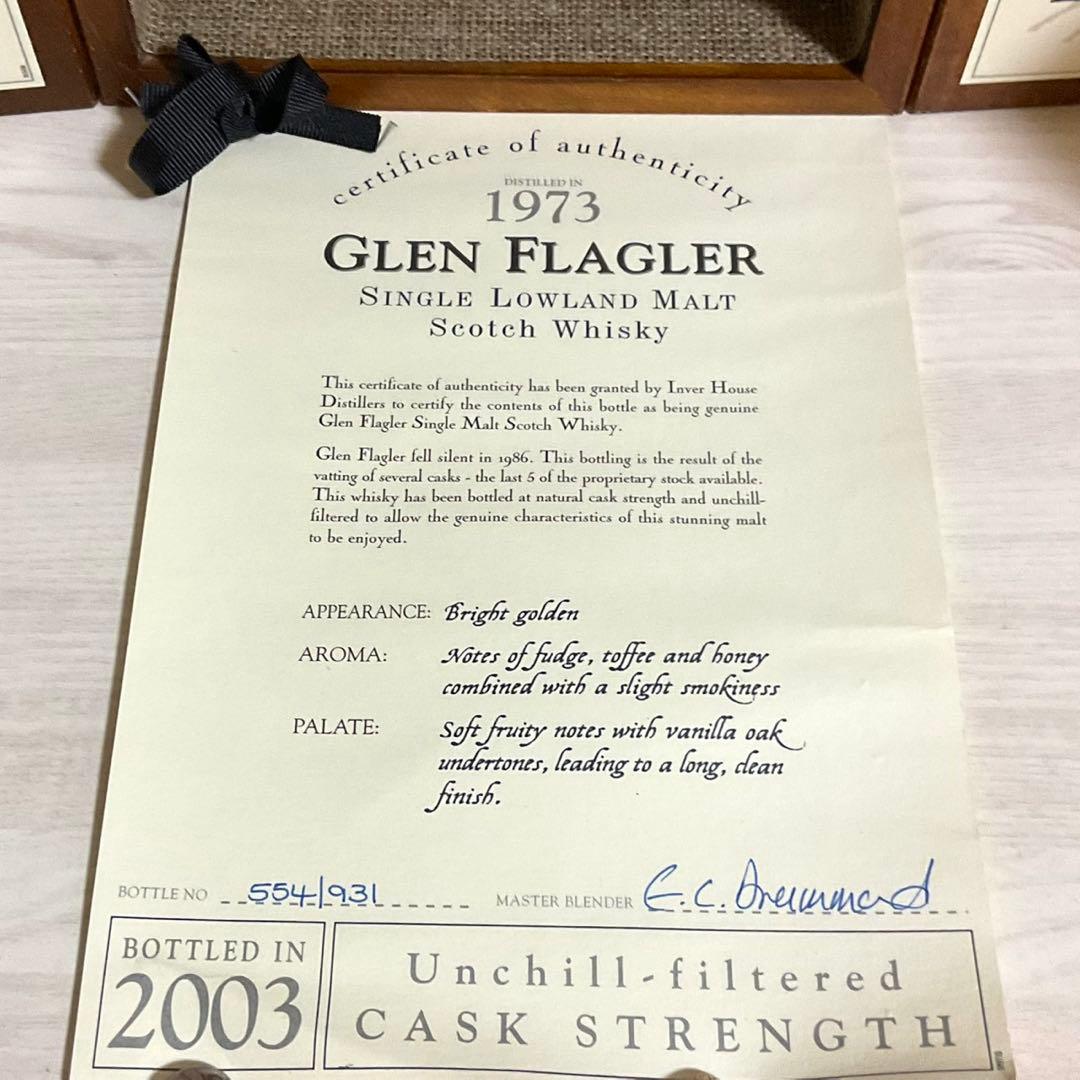 certificate of authenticity
DISTILLED IN
1973
GLEN FLAGLER
SINGLE LOWLAND MALT
SCOTCH WHISKY
This certificate of authenticity has been granted by Inver House
Distillers to certify the contents of this bottle as being genuine
Glen Flagler Single Malt Scotch Whisky.
Glen Flagler fell silent in 1986. This bottling is the result of the
vatting of several casks - the last 5 of the proprietary stock available.
This whisky has been bottled at natural cask strength and unchill-
filtered to allow the genuine characteristics of this stunning malt
to be enjoyed.
APPEARANCE: Bright golden
AROMA: Notes of fudge, toffee and honey
combined with a slight smokiness
PALATE: Soft fruity notes with vanilla oak
undertones, leading to a long, clean
finish.
BOTTLE NO 554/931 MASTER BLENDER E.C. Drummond
BOTTLED IN
2003
Unchill-filtered
CASK STRENGTH